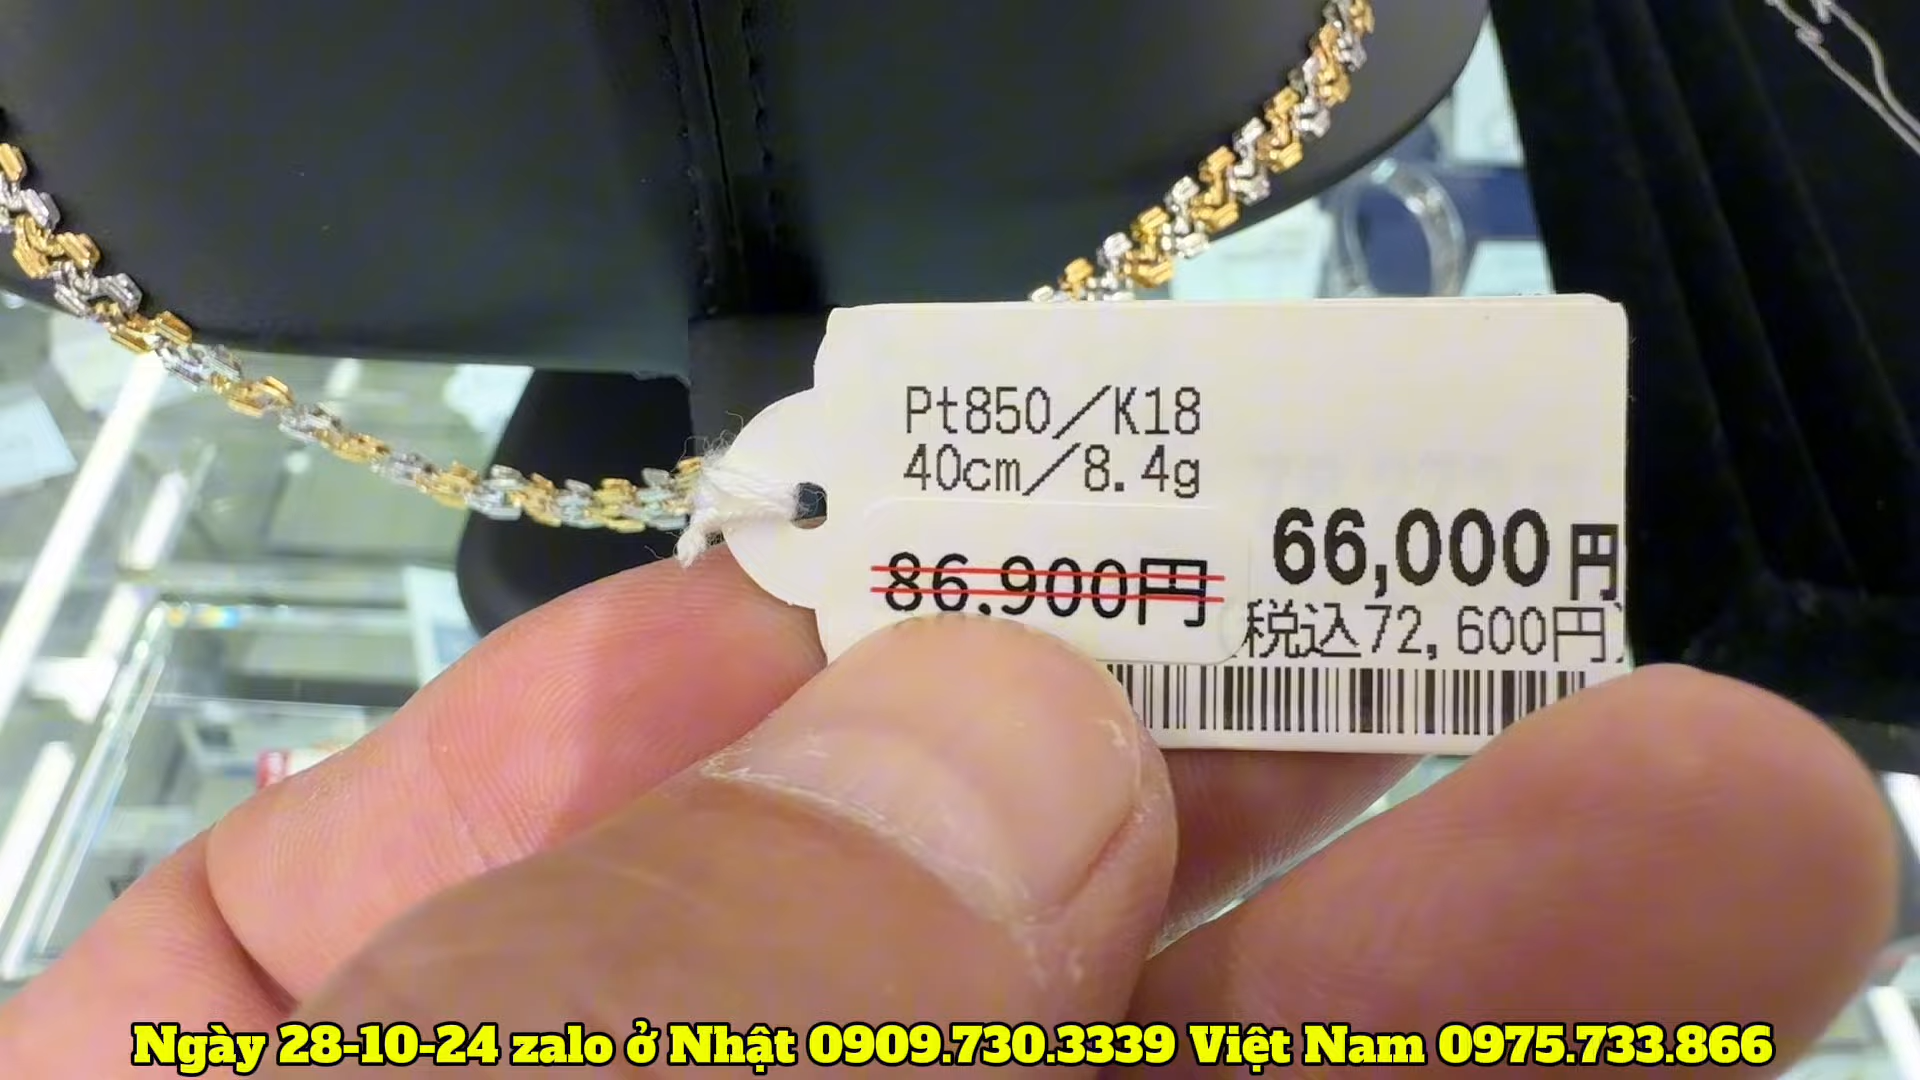 Pt850／K18
40cm／8.4g
86.900円
66,000円
税込72,600円)
Ngày 28-10-24 zalo ở Nhật 0909.730.3339 Việt Nam 0975.733.866